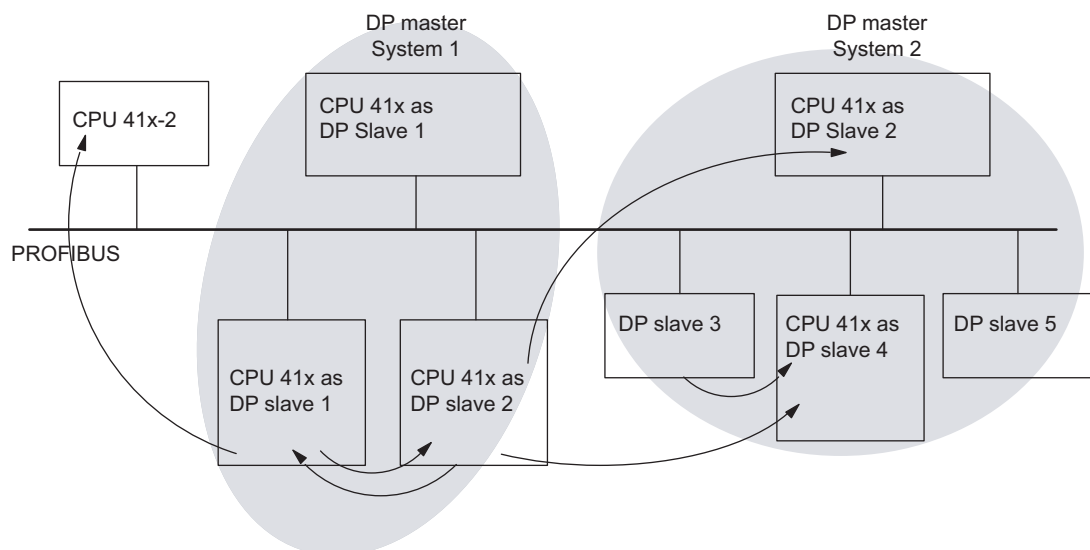 DP master
System 1
DP master
System 2
CPU 41x-2
CPU 41x as
DP Slave 1
CPU 41x as
DP Slave 2
PROFIBUS
CPU 41x as
DP slave 1
CPU 41x as
DP slave 2
DP slave 3
CPU 41x as
DP slave 4
DP slave 5